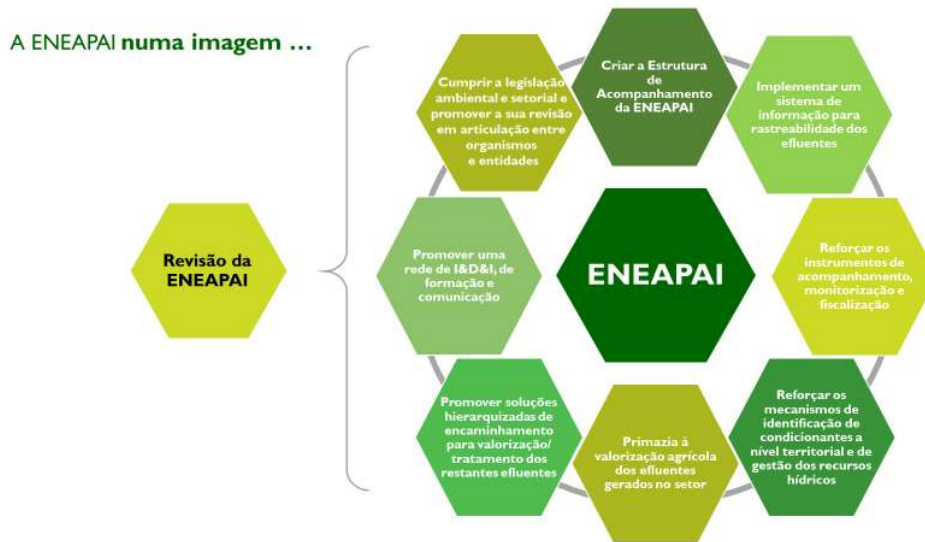 A ENEAPAI numa imagem ...
Revisão da
ENEAPAI
Criar a Estrutura
de
Acompanhamento
da ENEAPAI
Implementar um
sistema de
informação para
rastreabilidade dos
efluentes
Reforçar os
instrumentos de
acompanhamento,
monitorização e
fiscalização
Reforçar os
mecanismos de
identificação de
condicionantes a
nível territorial e de
gestão dos recursos
hídricos
Primazia à
valorização agrícola
dos efluentes
gerados no setor
Promover soluções
hierarquizadas de
encaminhamento
para valorização/
tratamento dos
restantes efluentes
Promover uma
rede de I&D&I, de
formação e
comunicação
Cumprir a legislação
ambiental e setorial e
promover a sua revisão
em articulação entre
organismos
e entidades
ENEAPAI